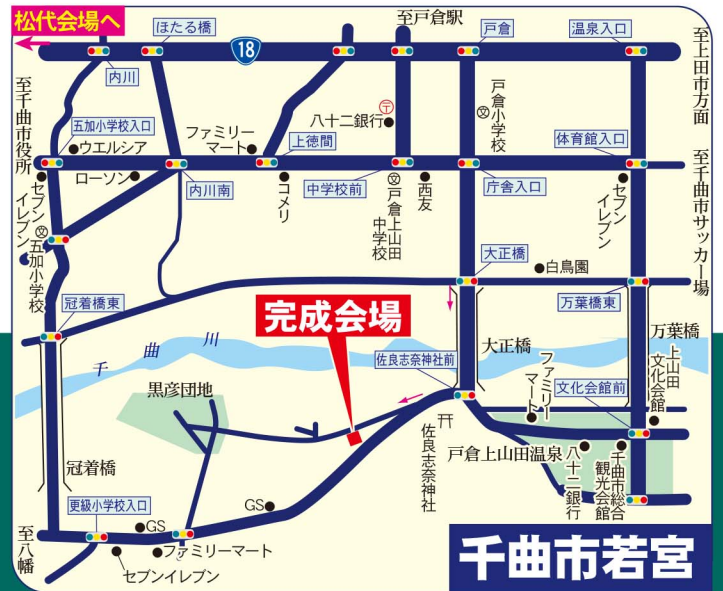 松代会場へ
ほたる橋
18
至戸倉駅
戸倉
温泉入口
至上田市方面
内川
至千曲市役所
五加小学校入口
ウエルシア
ファミリー
マート
八十二銀行
〒
上徳間
戸倉小学校
文
体育館入口
ローソン
内川南
コメリ
中学校前
文
戸倉上山田
中学校
西友
庁舎入口
セブン
イレブン
至千曲市サッカー場
セブン
イレブン
文
五加小学校
大正橋
白鳥園
冠着橋東
完成会場
万葉橋東
千曲川
佐良志奈神社前
大正橋
万葉橋
黒彦団地
ファミリー
マート
文化会館前
上山田
文化会館
佐良志奈神社
戸倉上山田温泉
八十二銀行
千曲市総合
観光会館
冠着橋
更級小学校入口
GS
GS
至八幡
ファミリーマート
セブンイレブン
千曲市若宮